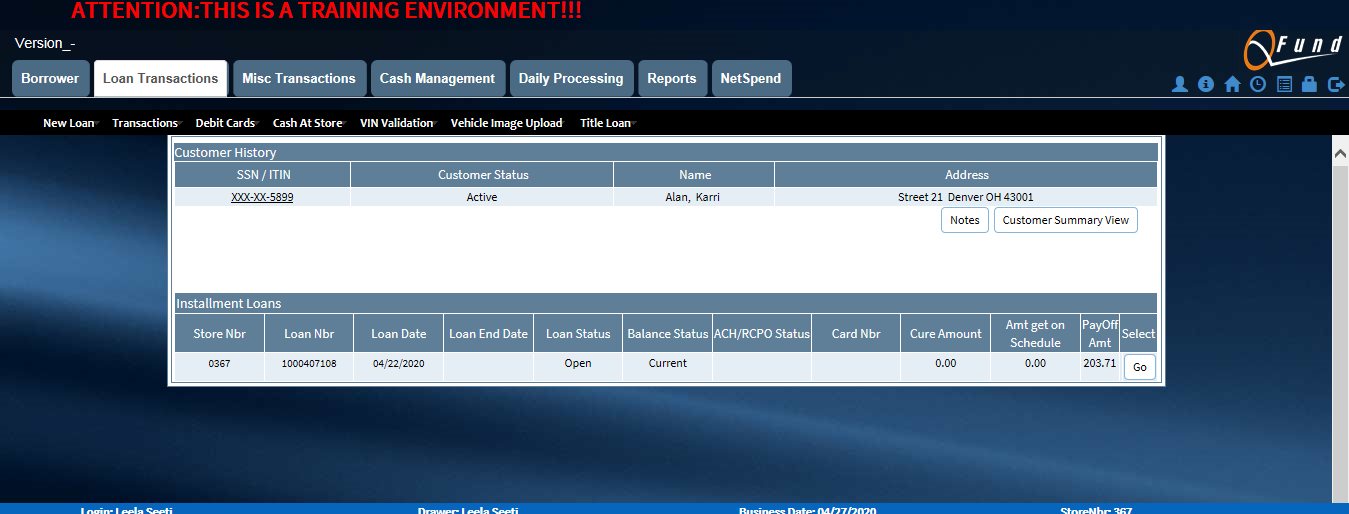 ATTENTION:THIS IS A TRAINING ENVIRONMENT!!!
Version_-
QFund
Borrower Loan Transactions Misc Transactions Cash Management Daily Processing Reports NetSpend
New Loan Transactions Debit Cards Cash At Store VIN Validation Vehicle Image Upload Title Loan
Customer History
SSN / ITIN Customer Status Name Address
XXX-XX-5899 Active Alan, Karri Street 21 Denver OH 43001
Notes Customer Summary View
Installment Loans
Store Nbr Loan Nbr Loan Date Loan End Date Loan Status Balance Status ACH/RCPO Status Card Nbr Cure Amount Amt get on Schedule PayOff Amt Select
0367 1000407108 04/22/2020 Open Current 0.00 0.00 203.71 Go
Login: Leela Seeti Drawer: Leela Seeti Business Date: 04/27/2020 StoreNbr: 367